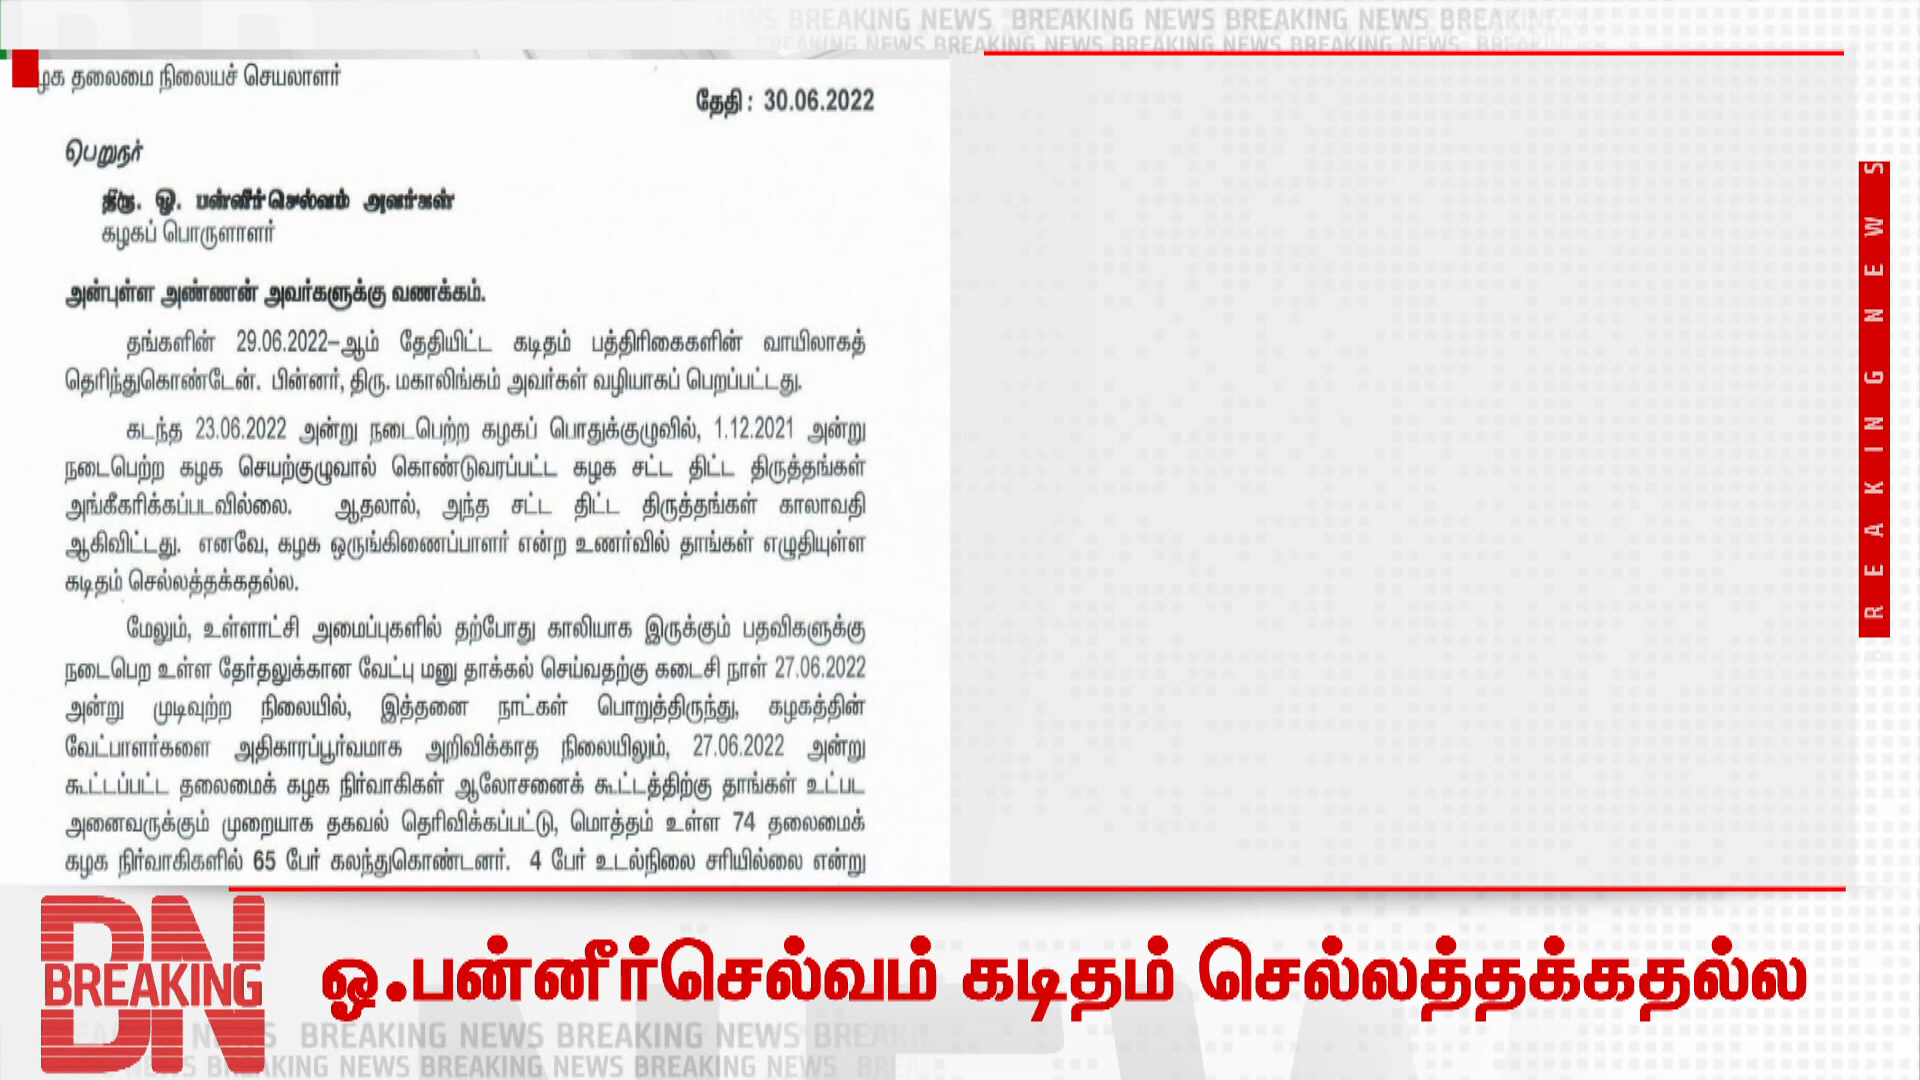 BREAKING NEWS BREAKING NEWS BREAKING NEWS
BREAKING NEWS BREAKING NEWS BREAKING NEWS BREAKING NEWS
தலைமை நிலையச் செயலாளர்
தேதி : 30.06.2022
பெறுநர்
திரு. ஓ. பன்னீர்செல்வம் அவர்கள்
கழகப் பொருளாளர்
அன்புள்ள அண்ணன் அவர்களுக்கு வணக்கம்.
தங்களின் 29.06.2022-ஆம் தேதியிட்ட கடிதம் பத்திரிகைகளின் வாயிலாகத்
தெரிந்துகொண்டேன். பின்னர், திரு. மகாலிங்கம் அவர்கள் வழியாகப் பெறப்பட்டது.
கடந்த 23.06.2022 அன்று நடைபெற்ற கழகப் பொதுக்குழுவில், 1.12.2021 அன்று
நடைபெற்ற கழக செயற்குழுவால் கொண்டுவரப்பட்ட கழக சட்ட திட்ட திருத்தங்கள்
அங்கீகரிக்கப்படவில்லை. ஆதலால், அந்த சட்ட திட்ட திருத்தங்கள் காலாவதி
ஆகிவிட்டது. எனவே, கழக ஒருங்கிணைப்பாளர் என்ற உணர்வில் தாங்கள் எழுதியுள்ள
கடிதம் செல்லத்தக்கதல்ல.
மேலும், உள்ளாட்சி அமைப்புகளில் தற்போது காலியாக இருக்கும் பதவிகளுக்கு
நடைபெற உள்ள தேர்தலுக்கான வேட்பு மனு தாக்கல் செய்வதற்கு கடைசி நாள் 27.06.2022
அன்று முடிவுற்ற நிலையில், இத்தனை நாட்கள் பொறுத்திருந்து, கழகத்தின்
வேட்பாளர்களை அதிகாரப்பூர்வமாக அறிவிக்காத நிலையிலும், 27.06.2022 அன்று
கூட்டப்பட்ட தலைமைக் கழக நிர்வாகிகள் ஆலோசனைக் கூட்டத்திற்கு தாங்கள் உட்பட
அனைவருக்கும் முறையாக தகவல் தெரிவிக்கப்பட்டு, மொத்தம் உள்ள 74 தலைமைக்
கழக நிர்வாகிகளில் 65 பேர் கலந்துகொண்டனர். 4 பேர் உடல்நிலை சரியில்லை என்று
REAKING NEWS
BN
BREAKING
ஓ.பன்னீர்செல்வம் கடிதம் செல்லத்தக்கதல்ல
NEWS BREAKING NEWS BREAKING NEWS
BREAKING NEWS BREAKING NEWS BREAKING NEWS